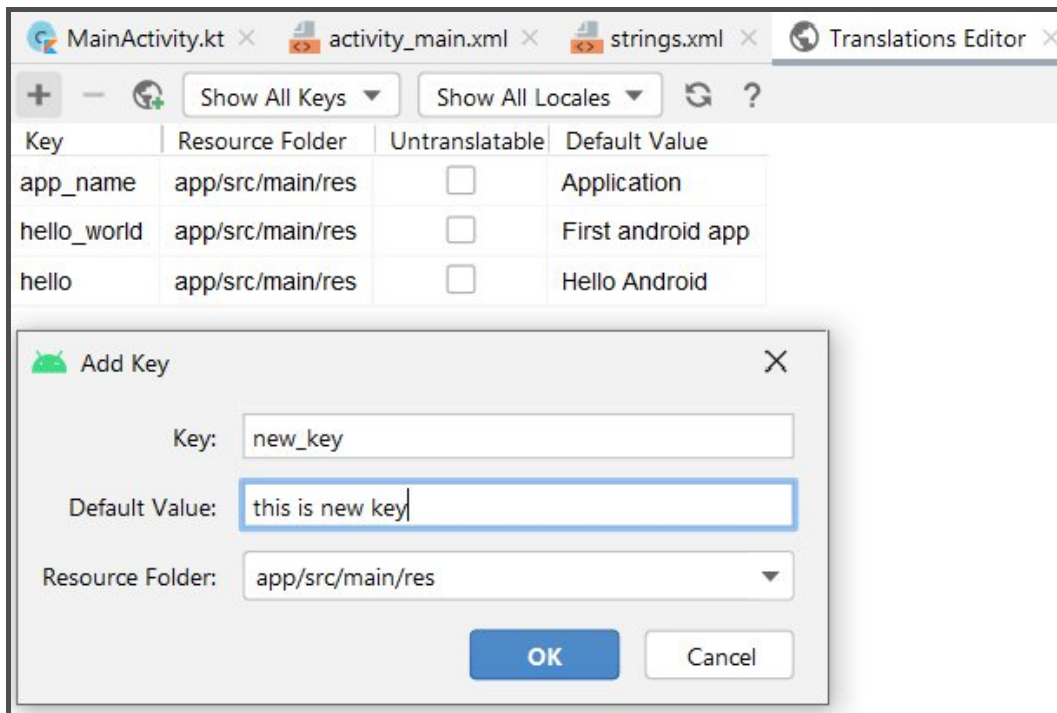 MainActivity.kt activity_main.xml strings.xml Translations Editor
Show All Keys Show All Locales ?
Key Resource Folder Untranslatable Default Value
app_name app/src/main/res Application
hello_world app/src/main/res First android app
hello app/src/main/res Hello Android
Add Key
Key: new_key
Default Value: this is new key
Resource Folder: app/src/main/res
OK Cancel